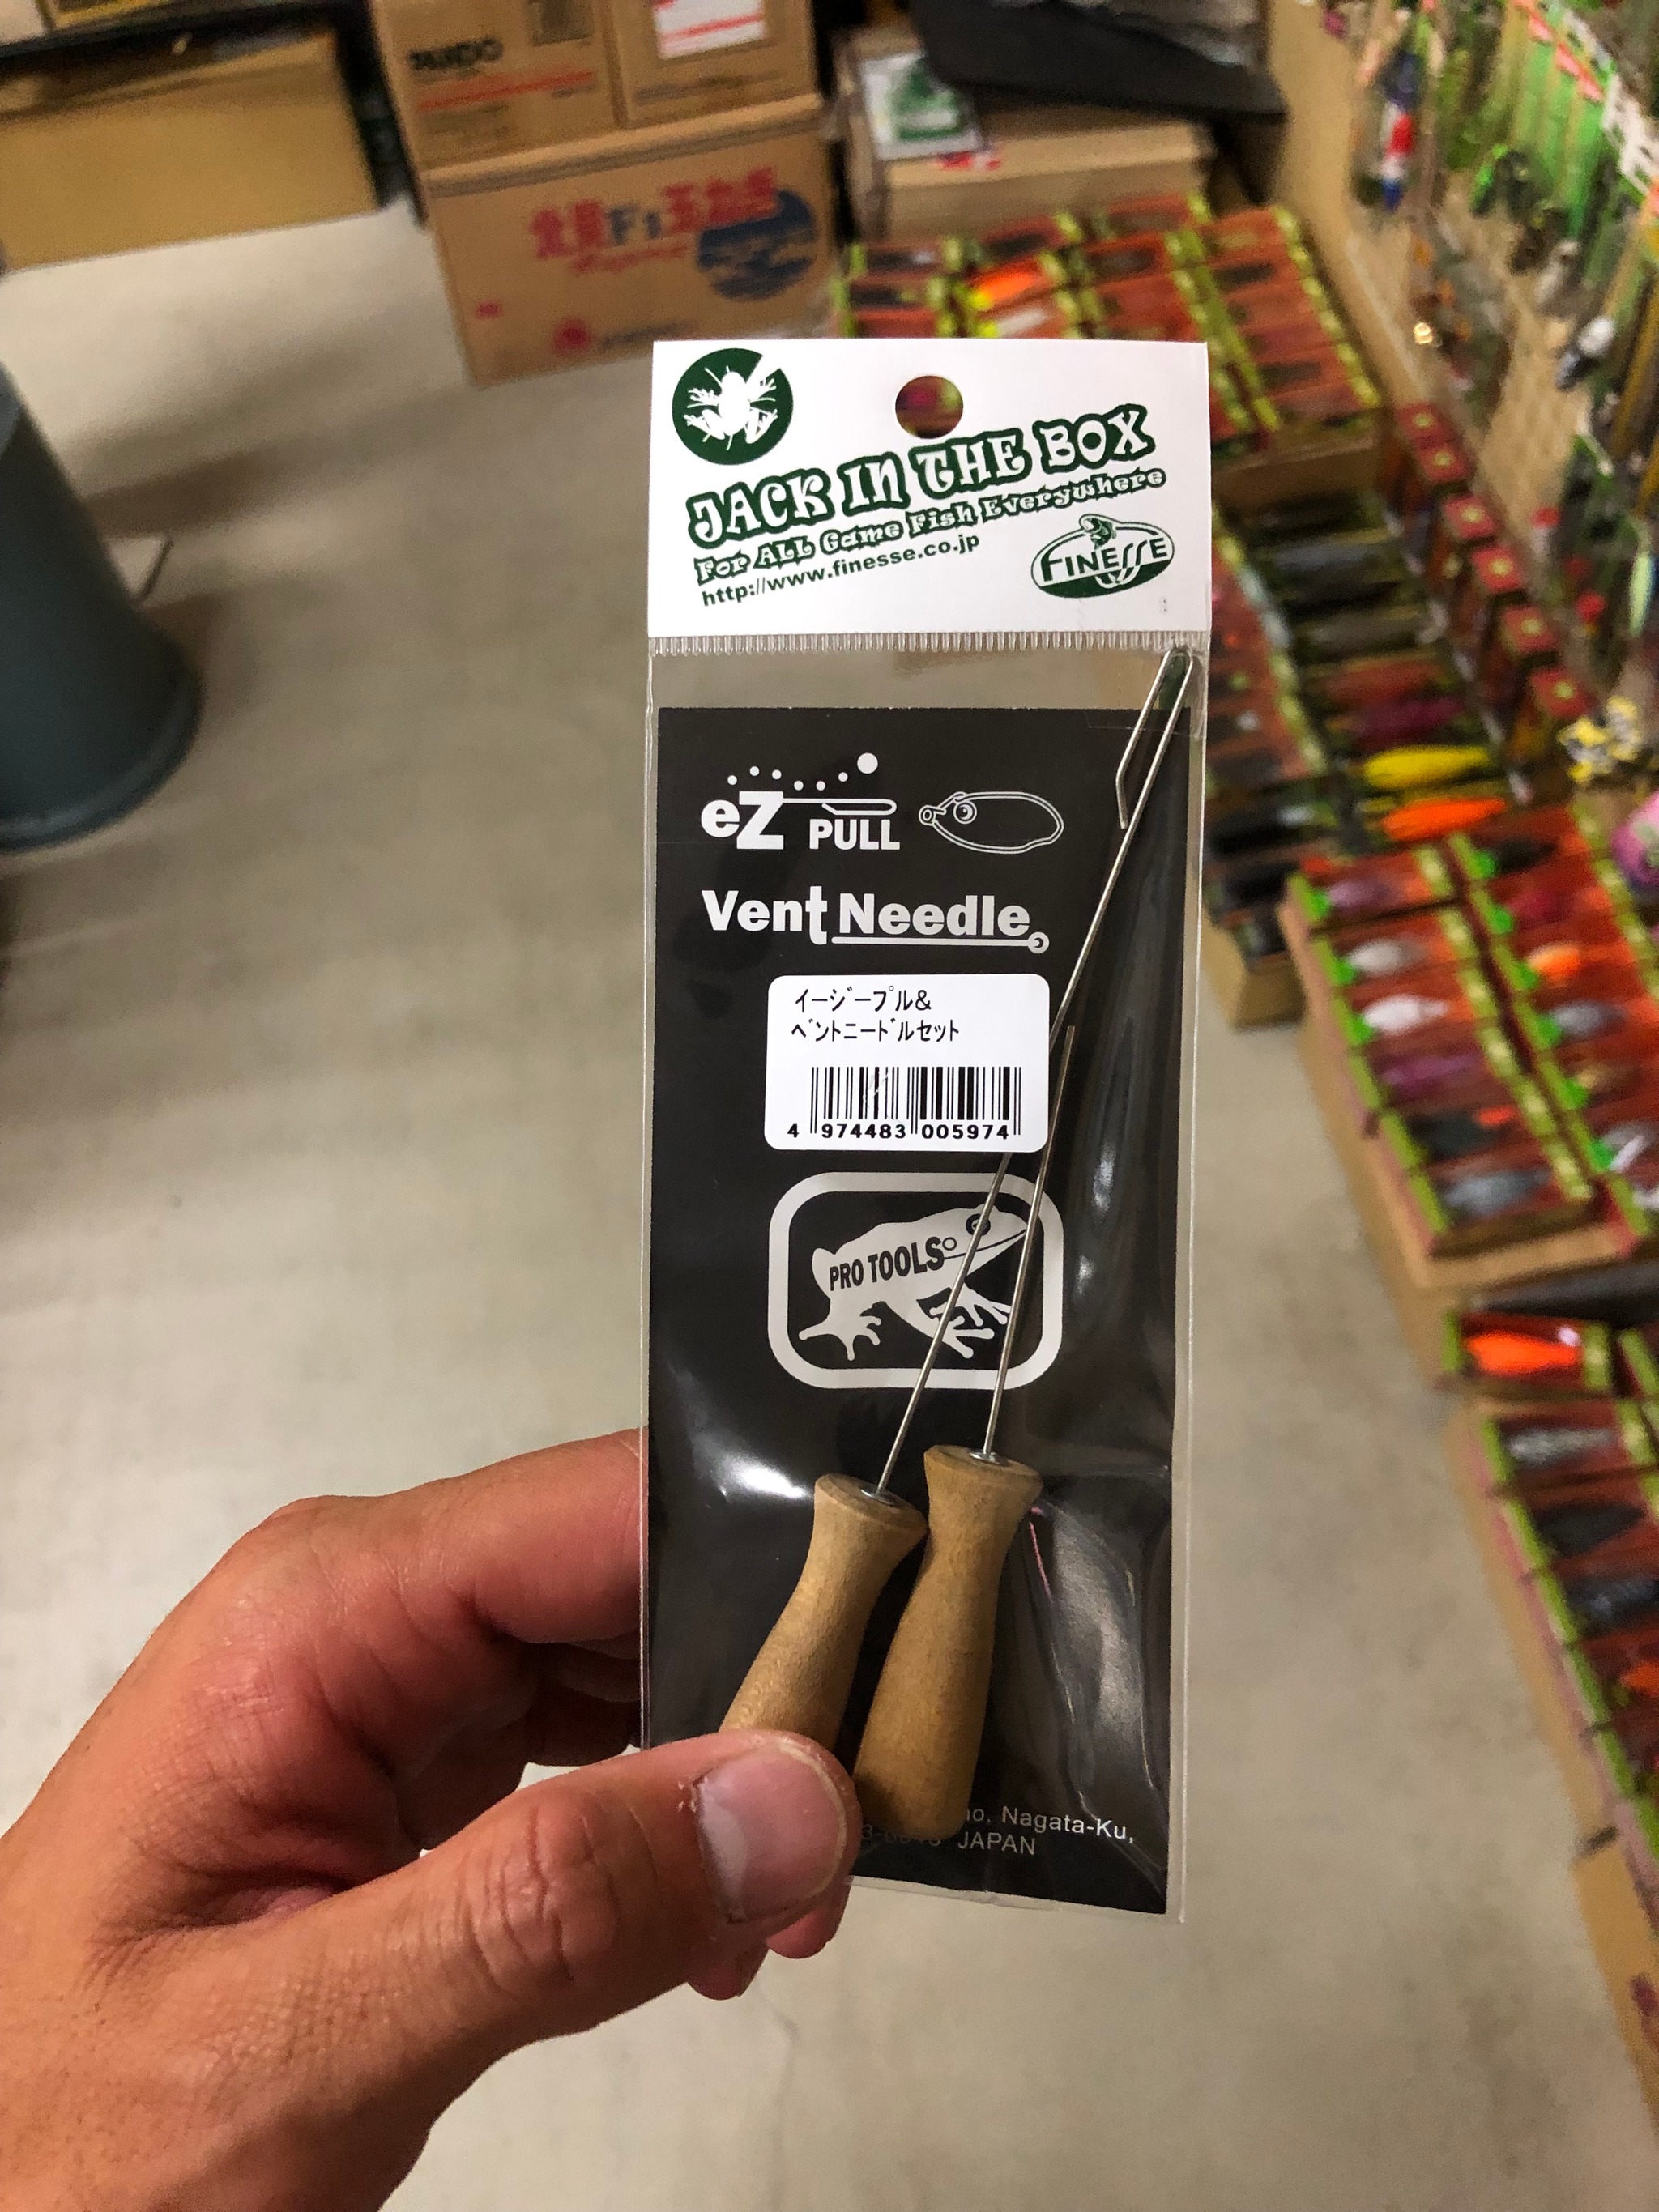 JACK IN THE BOX
For ALL Game Fish Everywhere
http://www.finesse.co.jp
FINESSE
eZ PULL
Vent Needle
イージープル&
ベントニードルセット
4 974483 005974
PRO TOOLS
Nagata-Ku,
JAPAN